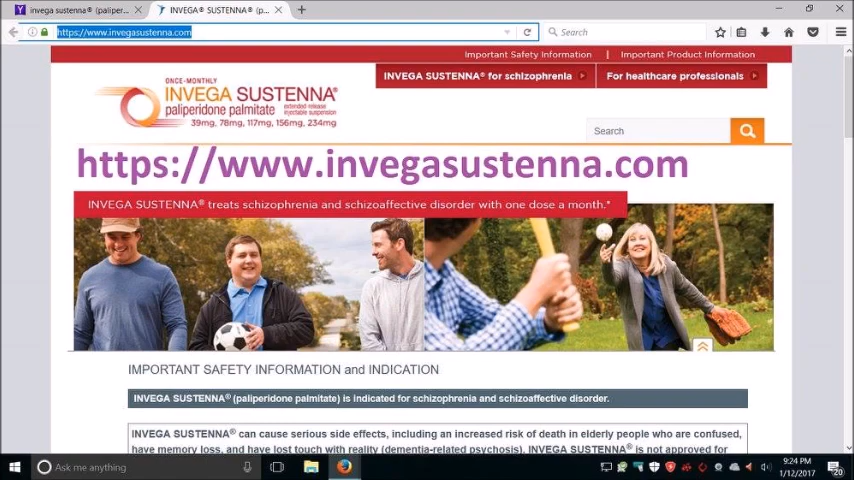 invega sustenna® (paliper...
INVEGA® SUSTENNA® (p...
https://www.invegasustenna.com
Search
Important Safety Information | Important Product Information
INVEGA SUSTENNA® for schizophrenia
For healthcare professionals
ONCE-MONTHLY
INVEGA SUSTENNA®
paliperidone palmitate extended release injectable suspension
39mg, 78mg, 117mg, 156mg, 234mg
Search
https://www.invegasustenna.com
INVEGA SUSTENNA® treats schizophrenia and schizoaffective disorder with one dose a month.*
IMPORTANT SAFETY INFORMATION and INDICATION
INVEGA SUSTENNA® (paliperidone palmitate) is indicated for schizophrenia and schizoaffective disorder.
INVEGA SUSTENNA® can cause serious side effects, including an increased risk of death in elderly people who are confused,
have memory loss, and have lost touch with reality (dementia-related psychosis). INVEGA SUSTENNA® is not approved for
Ask me anything
9:24 PM
1/12/2017
20